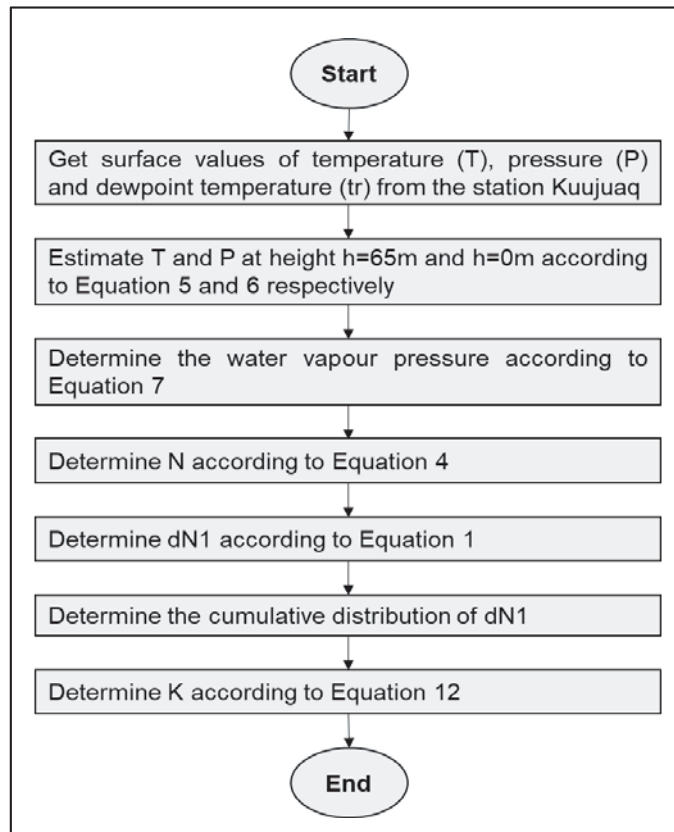 Start
Get surface values of temperature (T), pressure (P)
and dewpoint temperature (tr) from the station Kuujuaq
Estimate T and P at height h=65m and h=0m according
to Equation 5 and 6 respectively
Determine the water vapour pressure according to
Equation 7
Determine N according to Equation 4
Determine dN1 according to Equation 1
Determine the cumulative distribution of dN1
Determine K according to Equation 12
End